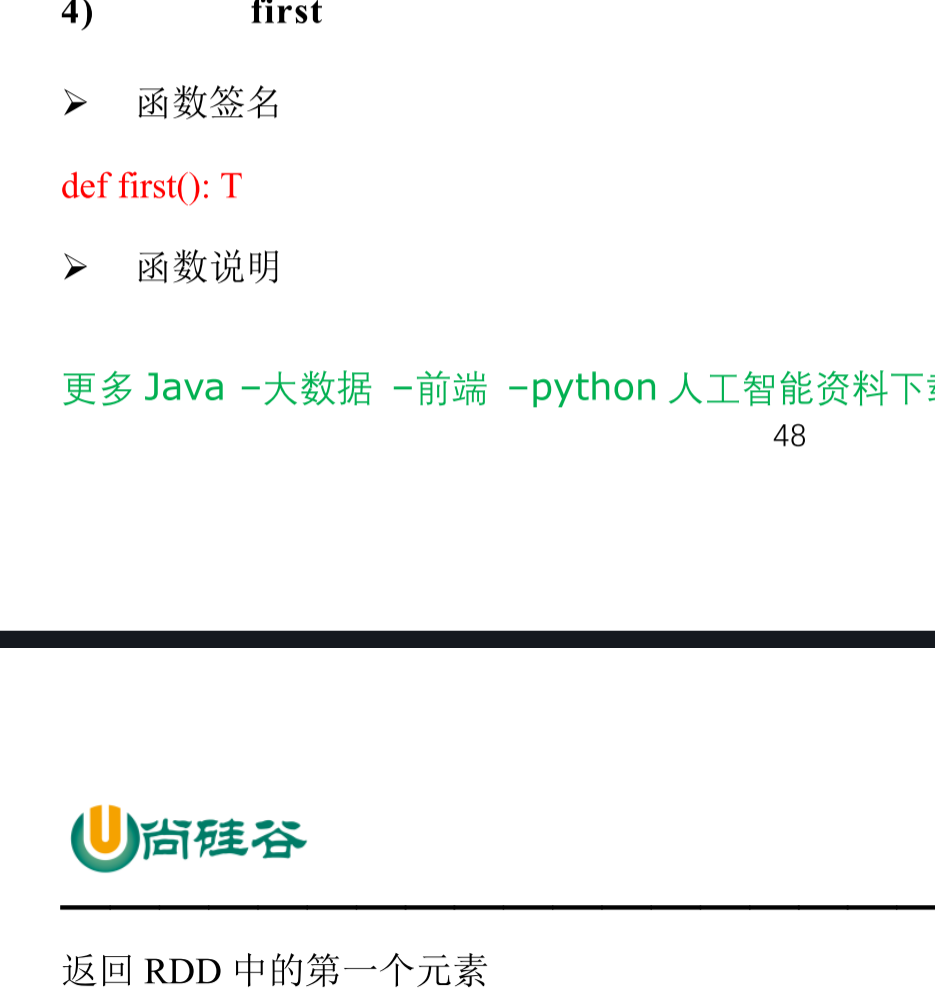 4) first
➢ 函数签名
def first(): T
➢ 函数说明
更多 Java –大数据 –前端 –python 人工智能资料下
48
尚硅谷
返回 RDD 中的第一个元素